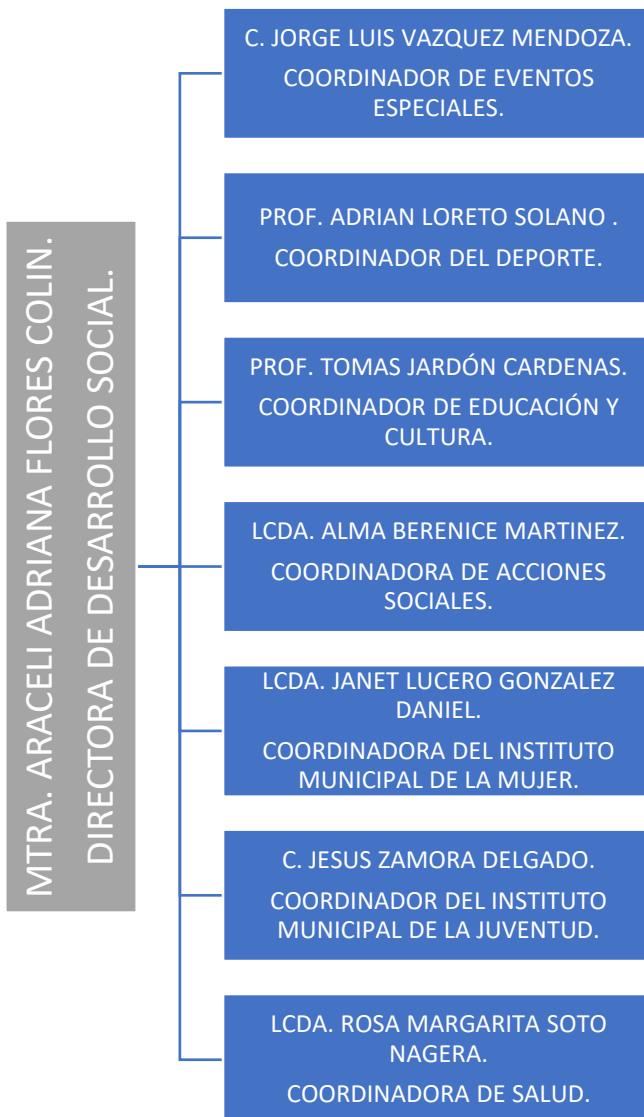 MTRA. ARACELI ADRIANA FLORES COLIN.
DIRECTORA DE DESARROLLO SOCIAL.
C. JORGE LUIS VAZQUEZ MENDOZA.
COORDINADOR DE EVENTOS
ESPECIALES.
PROF. ADRIAN LORETO SOLANO .
COORDINADOR DEL DEPORTE.
PROF. TOMAS JARDÓN CARDENAS.
COORDINADOR DE EDUCACIÓN Y
CULTURA.
LCDA. ALMA BERENICE MARTINEZ.
COORDINADORA DE ACCIONES
SOCIALES.
LCDA. JANET LUCERO GONZALEZ
DANIEL.
COORDINADORA DEL INSTITUTO
MUNICIPAL DE LA MUJER.
C. JESUS ZAMORA DELGADO.
COORDINADOR DEL INSTITUTO
MUNICIPAL DE LA JUVENTUD.
LCDA. ROSA MARGARITA SOTO
NAGERA.
COORDINADORA DE SALUD.